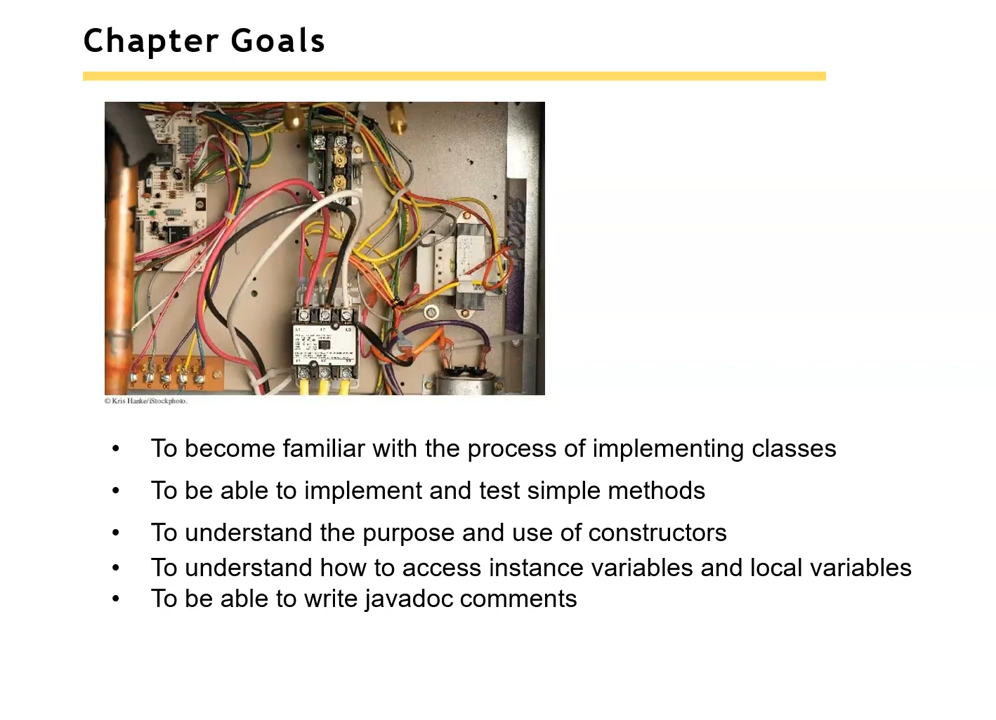 Chapter Goals
© Kris Hanke/iStockphoto.
• To become familiar with the process of implementing classes
• To be able to implement and test simple methods
• To understand the purpose and use of constructors
• To understand how to access instance variables and local variables
• To be able to write javadoc comments